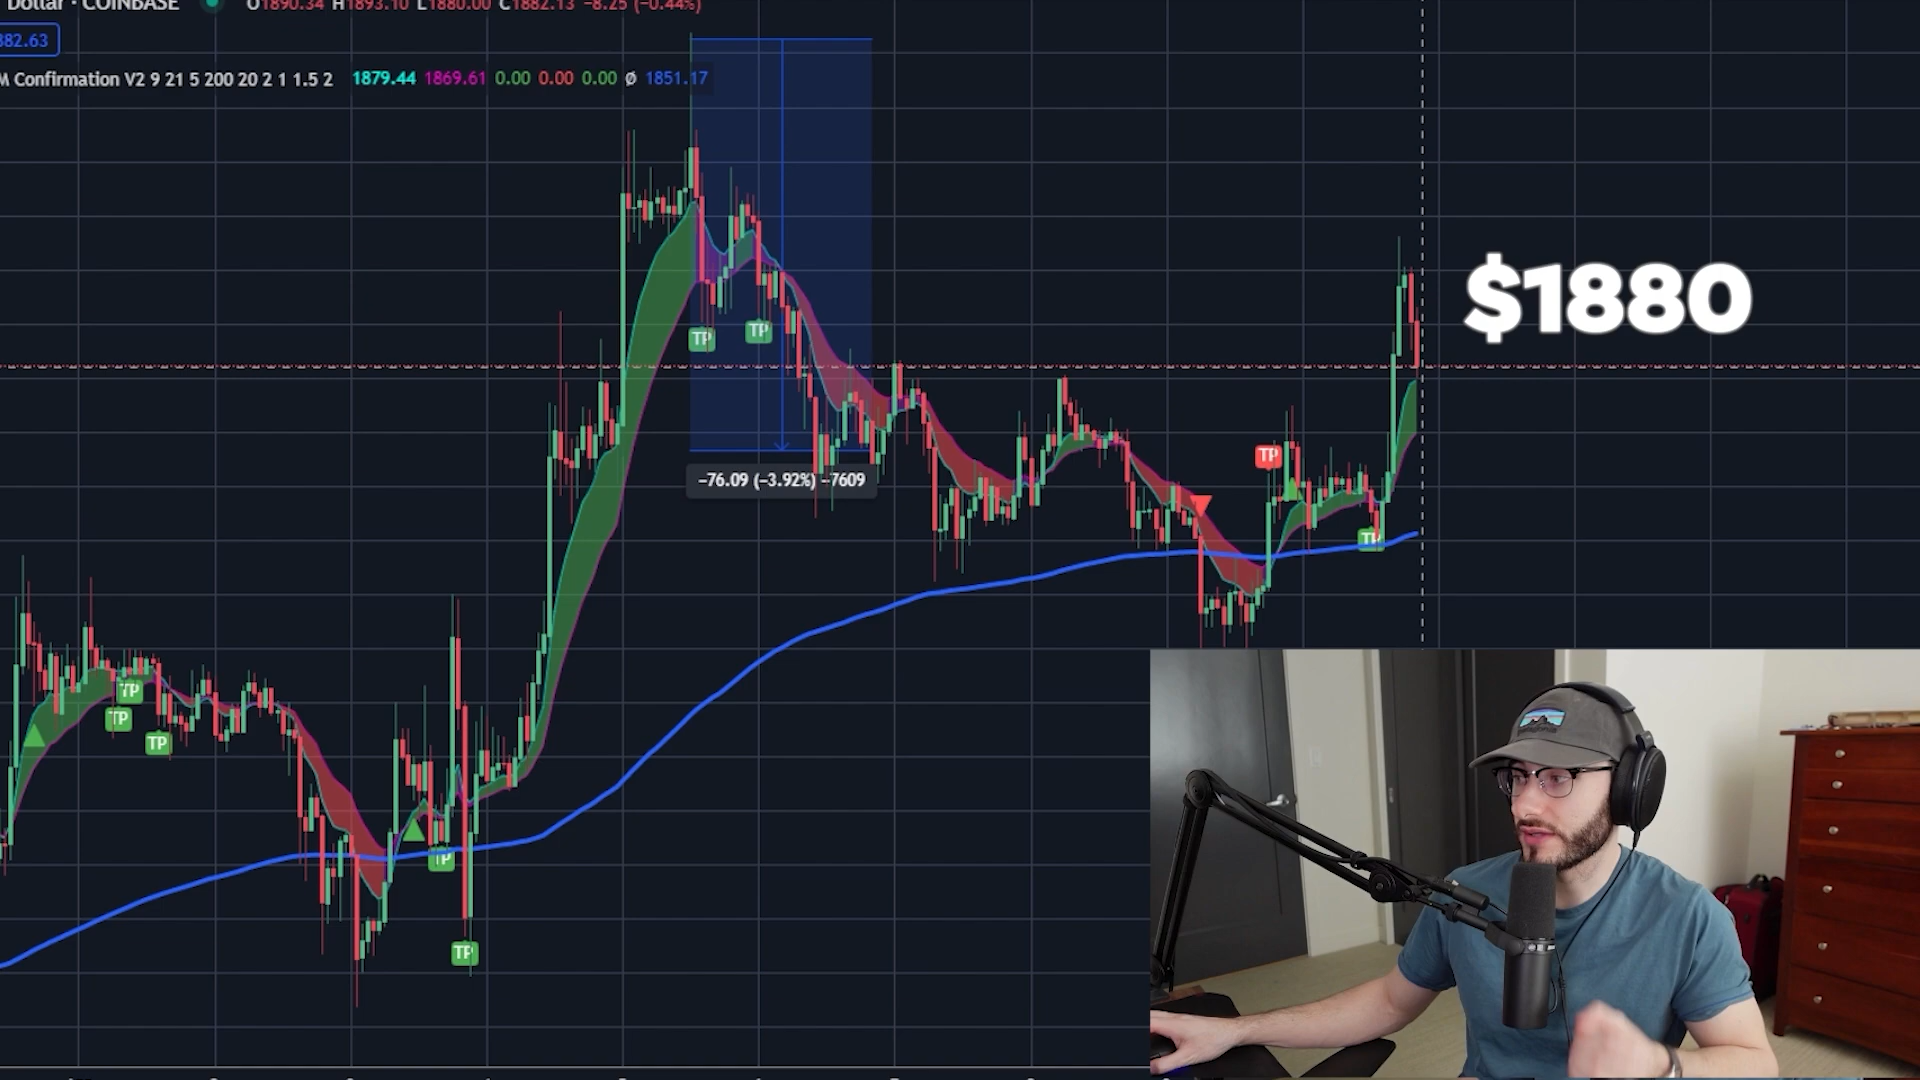 Dollar · COINBASE O1890.34 H1893.10 L1880.00 C1882.13 −8.25 (−0.44%)
882.63
M Confirmation V2 9 21 5 200 20 2 1 1.5 2 1879.44 1869.61 0.00 0.00 0.00 Ø 1851.17
$1880
TP
TP
TP
−76.09 (−3.92%) −7609
TP
TP
TP
TP
TP
TP